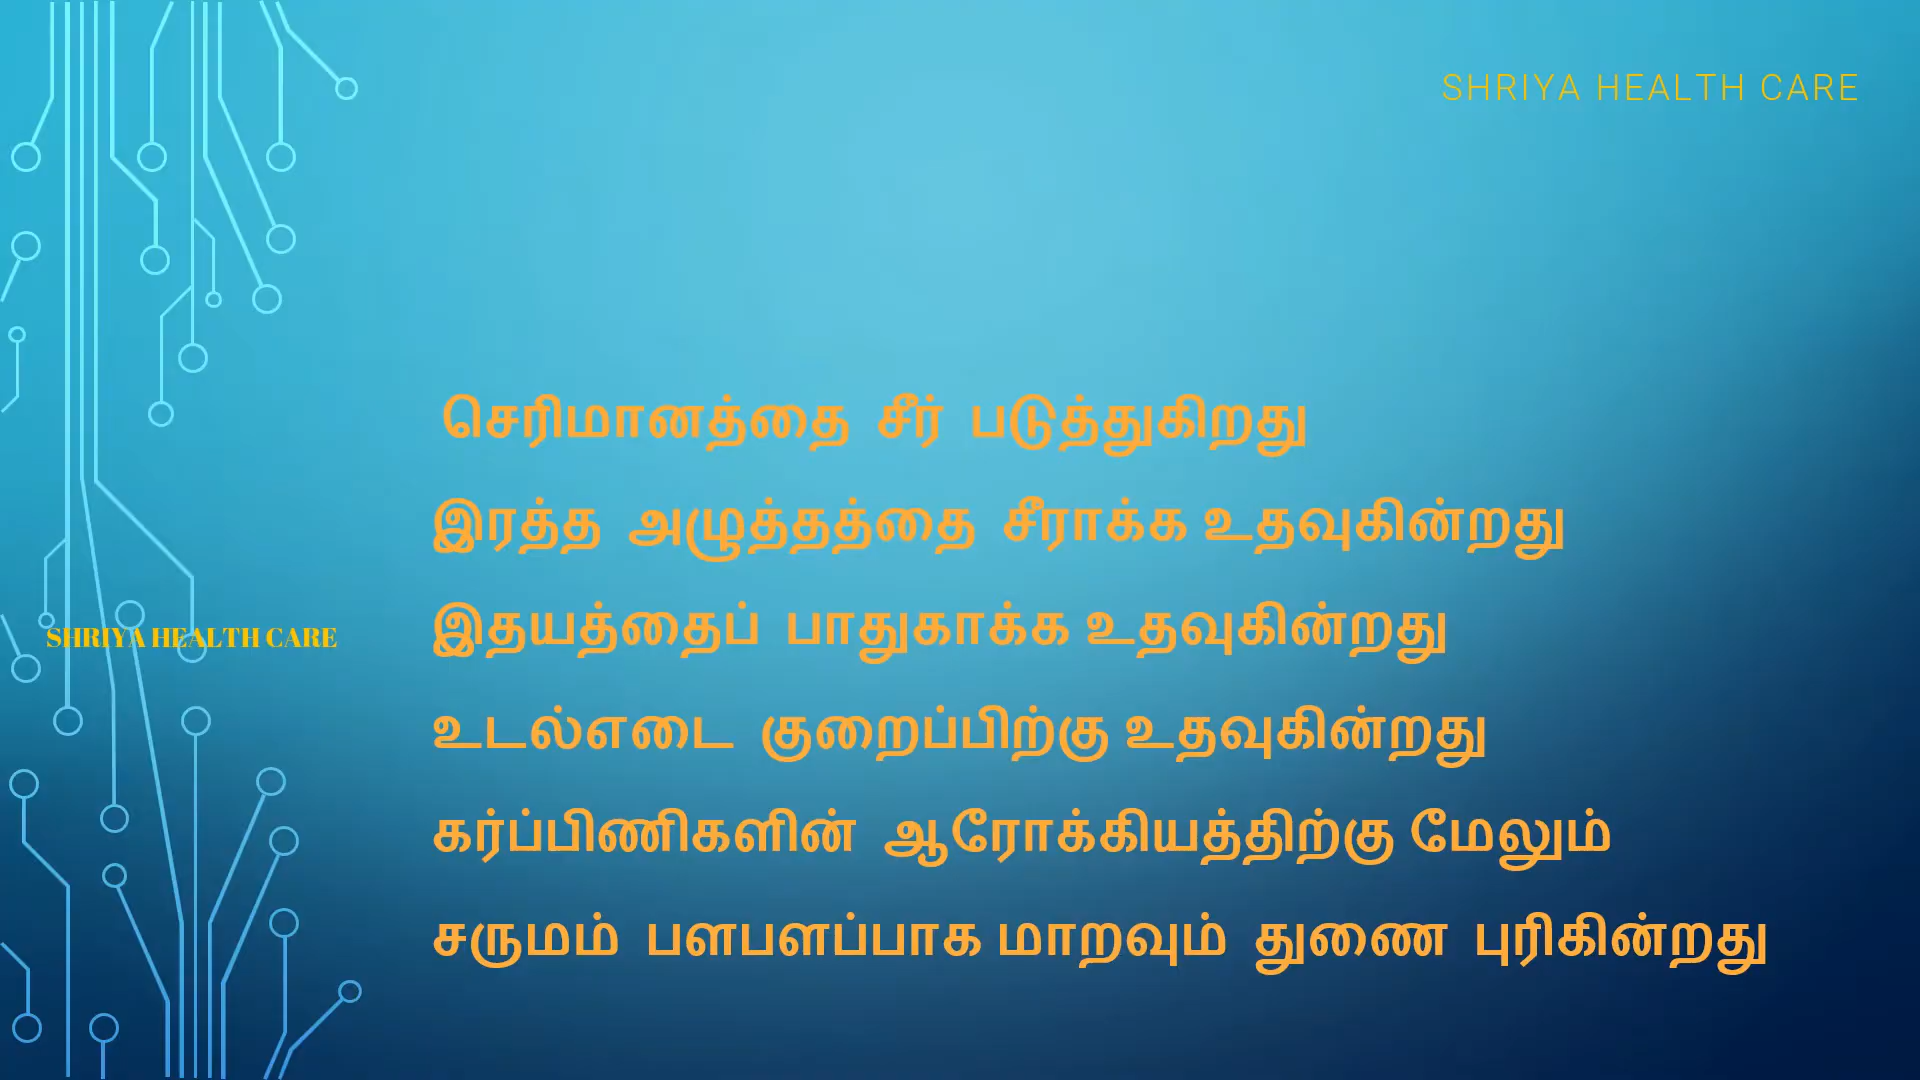 SHRIYA HEALTH CARE
செரிமானத்தை சீர் படுத்துகிறது
இரத்த அழுத்தத்தை சீராக்க உதவுகின்றது
இதயத்தைப் பாதுகாக்க உதவுகின்றது
SHRIYA HEALTH CARE
உடல்எடை குறைப்பிற்கு உதவுகின்றது
கர்ப்பிணிகளின் ஆரோக்கியத்திற்கு மேலும்
சருமம் பளபளப்பாக மாறவும் துணை புரிகின்றது